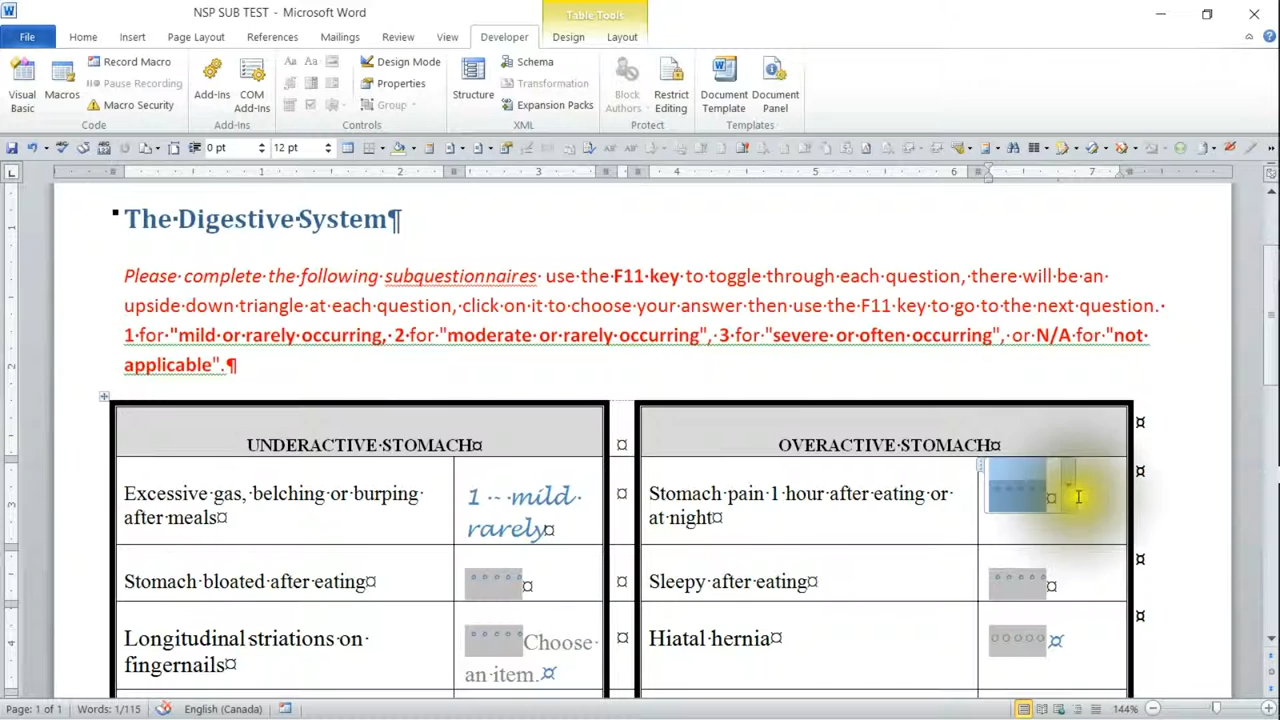 NSP SUB TEST - Microsoft Word
Table Tools
File Home Insert Page Layout References Mailings Review View Developer Design Layout
Visual Basic
Macros
Record Macro
Pause Recording
Macro Security
Code
Add-Ins
COM Add-Ins
Add-Ins
Aa Aa
Design Mode
Properties
Group
Controls
Structure
Schema
Transformation
Expansion Packs
XML
Block Authors
Restrict Editing
Protect
Document Template
Document Panel
Templates
0 pt 12 pt
1 2 3 4 5 6 7
The·Digestive·System¶
Please·complete·the·following·subquestionnaires· use·the·F11·key·to·toggle·through·each·question,·there·will·be·an·
upside·down·triangle·at·each·question,·click·on·it·to·choose·your·answer·then·use·the·F11·key·to·go·to·the·next·question.·
1·for·"mild·or·rarely·occurring,·2·for·"moderate·or·rarely·occurring",·3·for·"severe·or·often·occurring",·or·N/A·for·"not·
applicable".¶
UNDERACTIVE·STOMACH¤ ¤ OVERACTIVE·STOMACH¤ ¤
Excessive·gas,·belching·or·burping·
after·meals¤
1·–·mild·
rarely¤
¤
Stomach·pain·1·hour·after·eating·or·
at·night¤
¤ ¤
Stomach·bloated·after·eating¤ ¤ ¤ Sleepy·after·eating¤ ¤ ¤
Longitudinal·striations·on·
fingernails¤
Choose·
an·item.¤
¤
Hiatal·hernia¤
¤ ¤
Page: 1 of 1 Words: 1/115 English (Canada) 144%